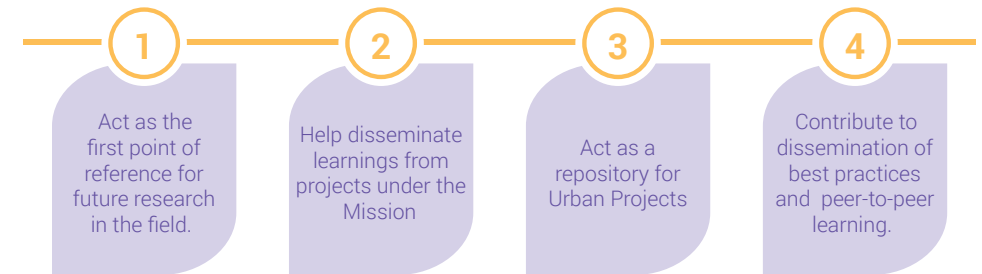 1
Act as the
first point of
reference for
future research
in the field.
2
Help disseminate
learnings from
projects under the
Mission
3
Act as a
repository for
Urban Projects
4
Contribute to
dissemination of
best practices
and  peer-to-peer
learning.